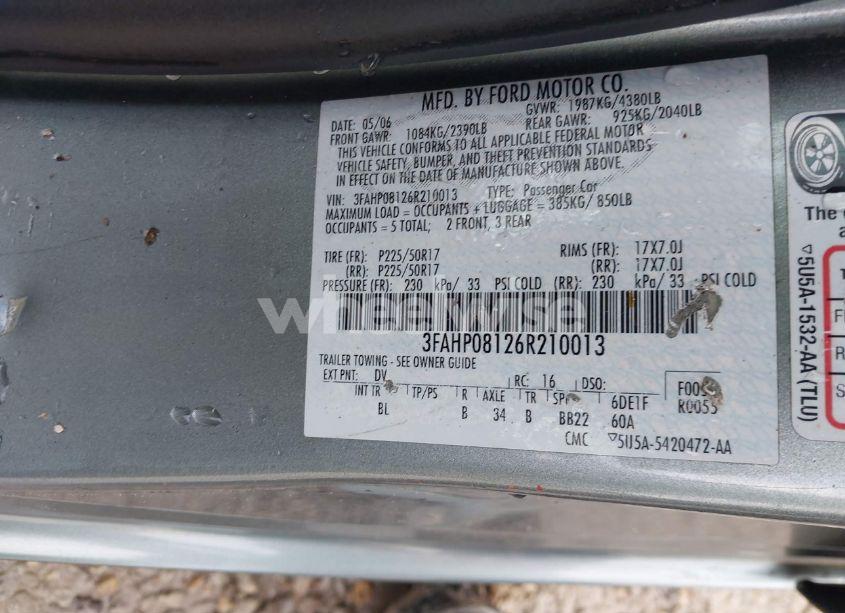 MFD. BY FORD MOTOR CO.
DATE: 05/06 GVWR: 1987KG/4380LB
FRONT GAWR: 1084KG/2390LB REAR GAWR: 925KG/2040LB
THIS VEHICLE CONFORMS TO ALL APPLICABLE FEDERAL MOTOR
VEHICLE SAFETY, BUMPER, AND THEFT PREVENTION STANDARDS
IN EFFECT ON THE DATE OF MANUFACTURE SHOWN ABOVE.
VIN: 3FAHP08126R210013 TYPE: Passenger Car
MAXIMUM LOAD = OCCUPANTS + LUGGAGE = 385KG/ 850LB
OCCUPANTS = 5 TOTAL; 2 FRONT, 3 REAR
TIRE (FR): P225/50R17 RIMS (FR): 17X7.0J
(RR): P225/50R17 (RR): 17X7.0J
PRESSURE (FR): 230 kPa/ 33 PSI COLD (RR): 230 kPa/ 33 PSI COLD
wheelwise
3FAHP08126R210013
TRAILER TOWING - SEE OWNER GUIDE
EXT PNT: DV RC: 16 DSO:
INT TR TP/PS R AXLE TR 6DE1F
BL B 34 B BB22 60A R0055
CMC ▽5U5A-5420472-AA
The
▽5U5A-1532-AA (TLU)